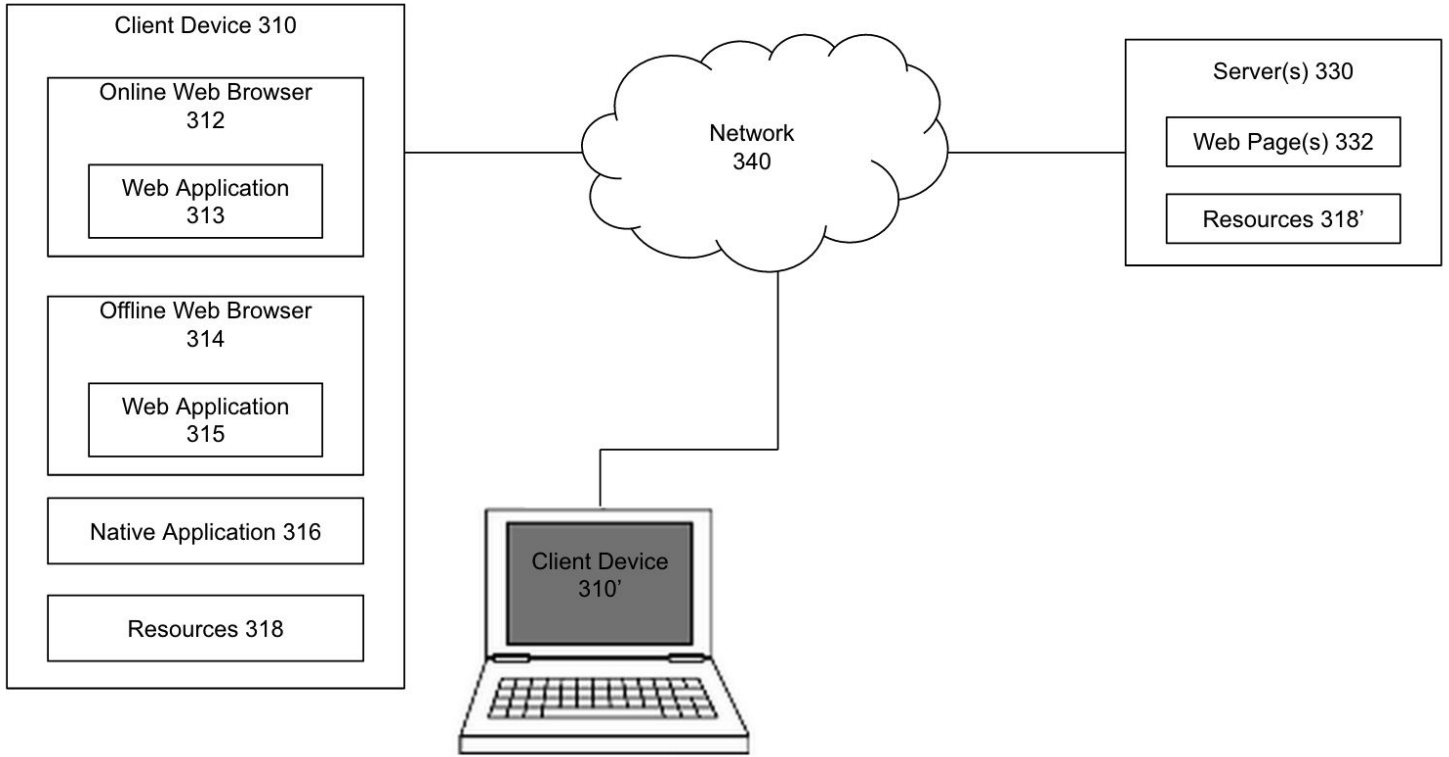 Client Device 310
Online Web Browser
312
Web Application
313
Offline Web Browser
314
Web Application
315
Native Application 316
Resources 318
Network
340
Server(s) 330
Web Page(s) 332
Resources 318’
Client Device
310’